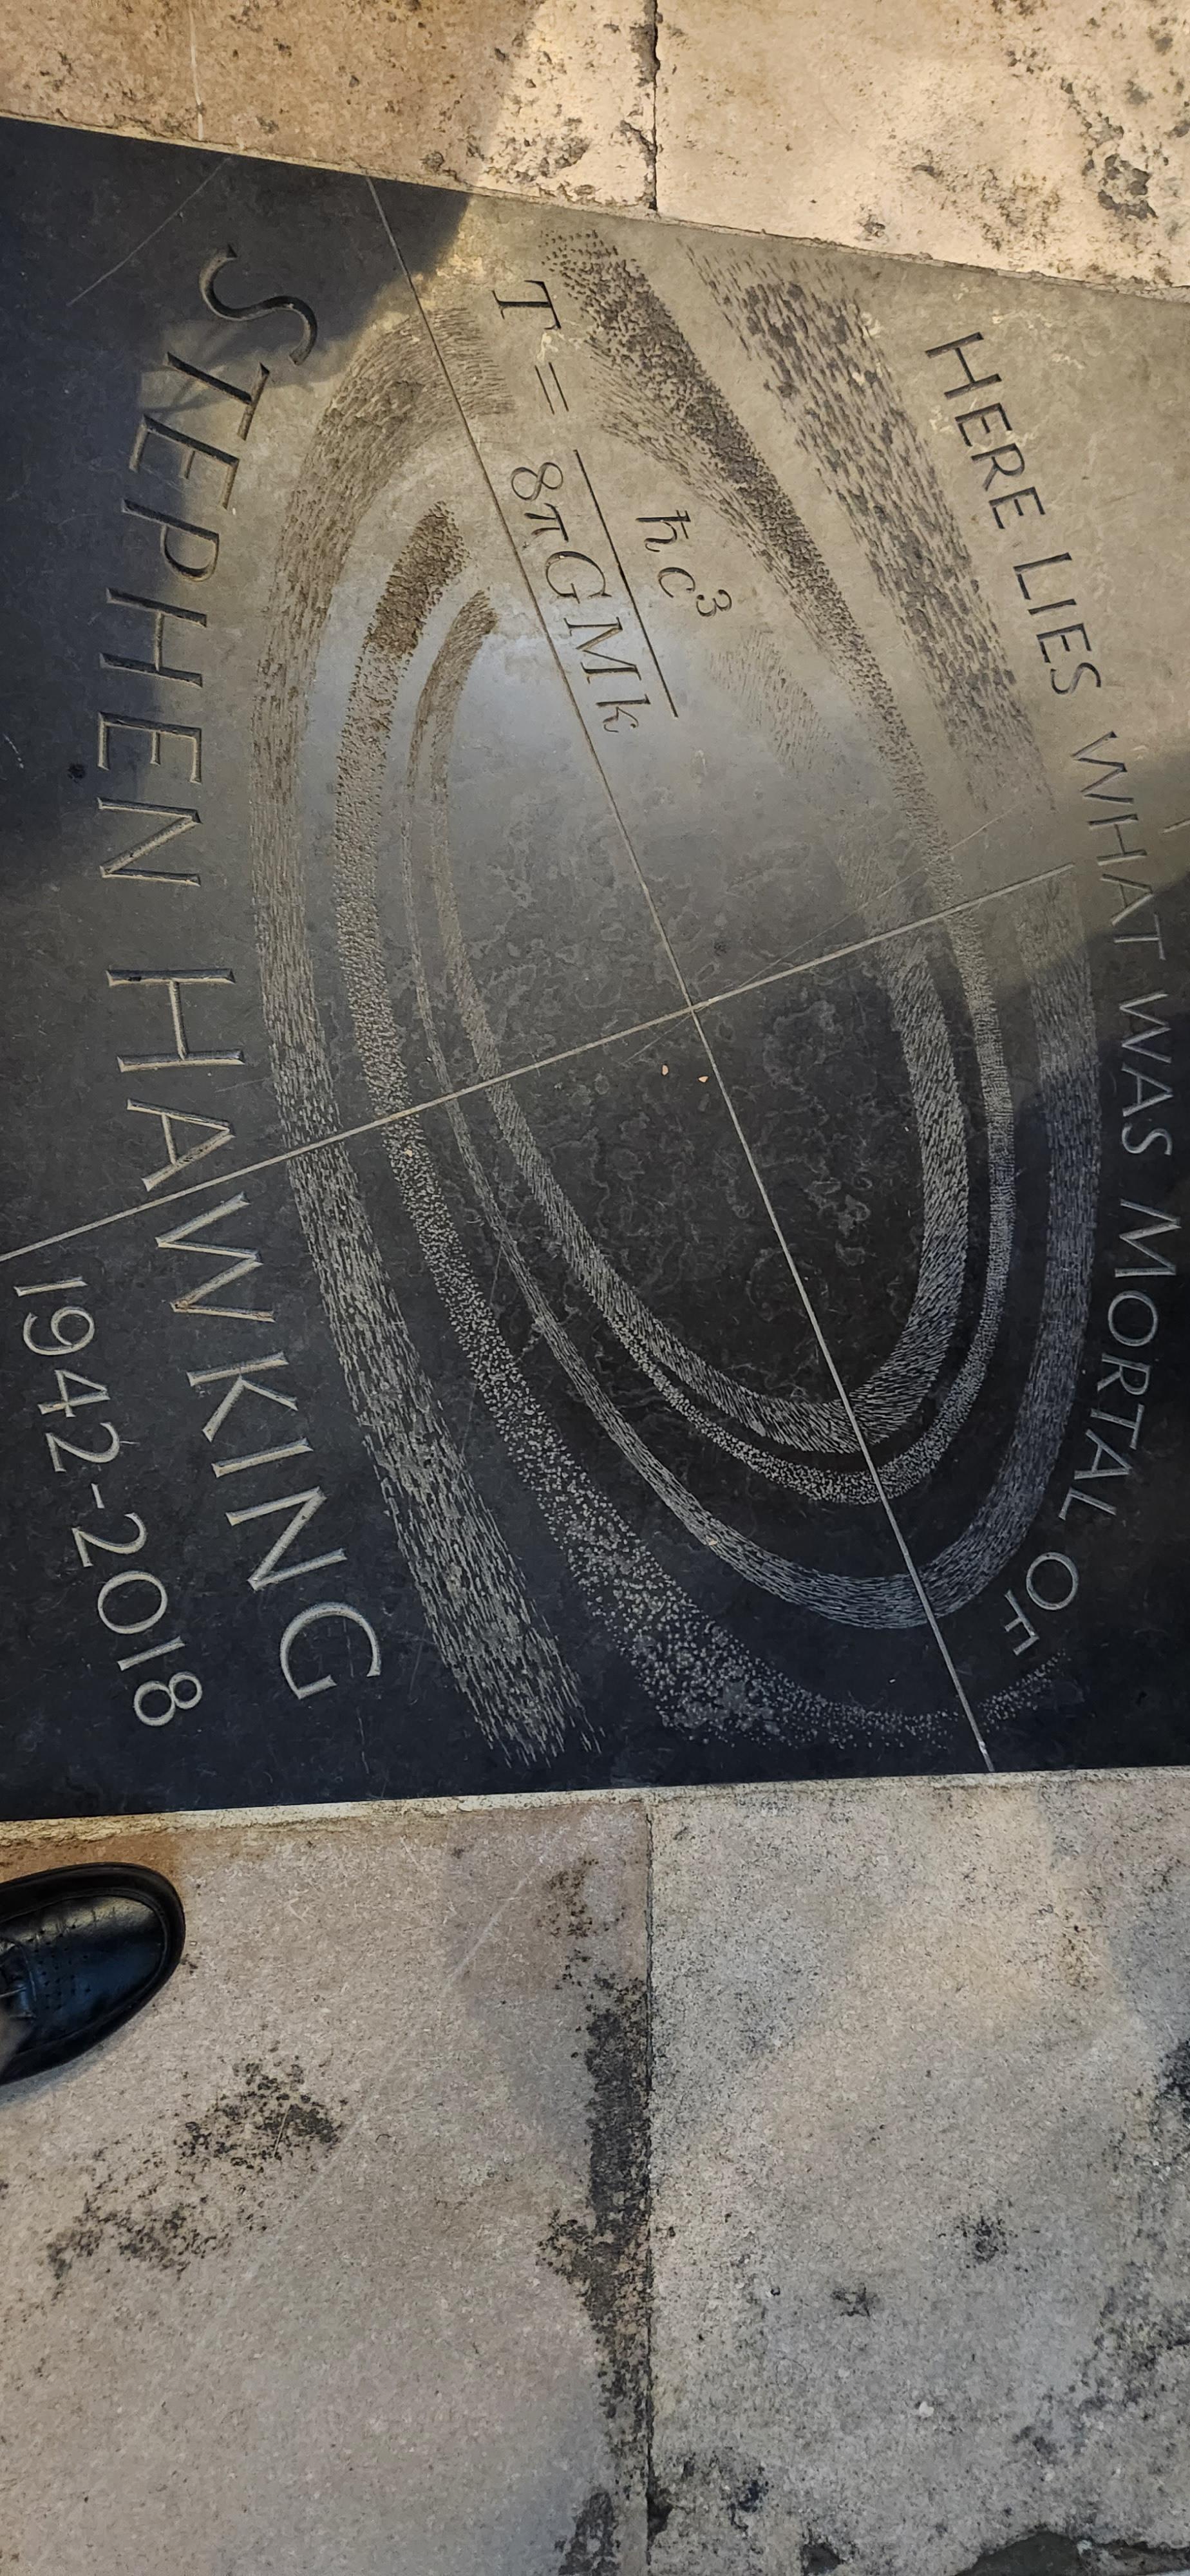 HERE LIES WHAT WAS MORTAL OF
T = ħc³
8πGMk
STEPHEN HAWKING
1942-2018